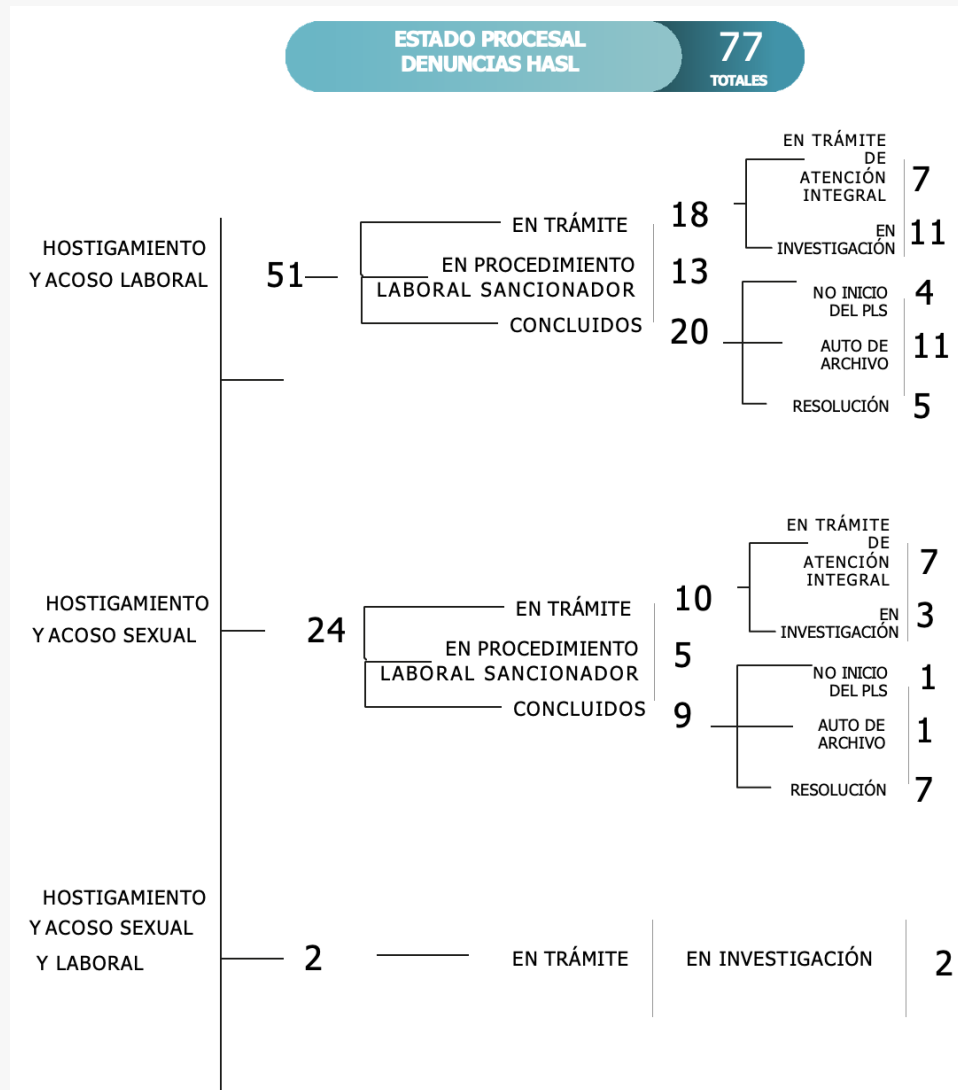 ESTADO PROCESAL
DENUNCIAS HASL
77
TOTALES
HOSTIGAMIENTO
Y ACOSO LABORAL
51
EN TRÁMITE
18
EN TRÁMITE
DE
ATENCIÓN
INTEGRAL
7
EN
INVESTIGACIÓN
11
EN PROCEDIMIENTO
LABORAL SANCIONADOR
13
CONCLUIDOS
20
NO INICIO
DEL PLS
4
AUTO DE
ARCHIVO
11
RESOLUCIÓN
5
HOSTIGAMIENTO
Y ACOSO SEXUAL
24
EN TRÁMITE
10
EN TRÁMITE
DE
ATENCIÓN
INTEGRAL
7
EN
INVESTIGACIÓN
3
EN PROCEDIMIENTO
LABORAL SANCIONADOR
5
CONCLUIDOS
9
NO INICIO
DEL PLS
1
AUTO DE
ARCHIVO
1
RESOLUCIÓN
7
HOSTIGAMIENTO
Y ACOSO SEXUAL
Y LABORAL
2
EN TRÁMITE
EN INVESTIGACIÓN
2